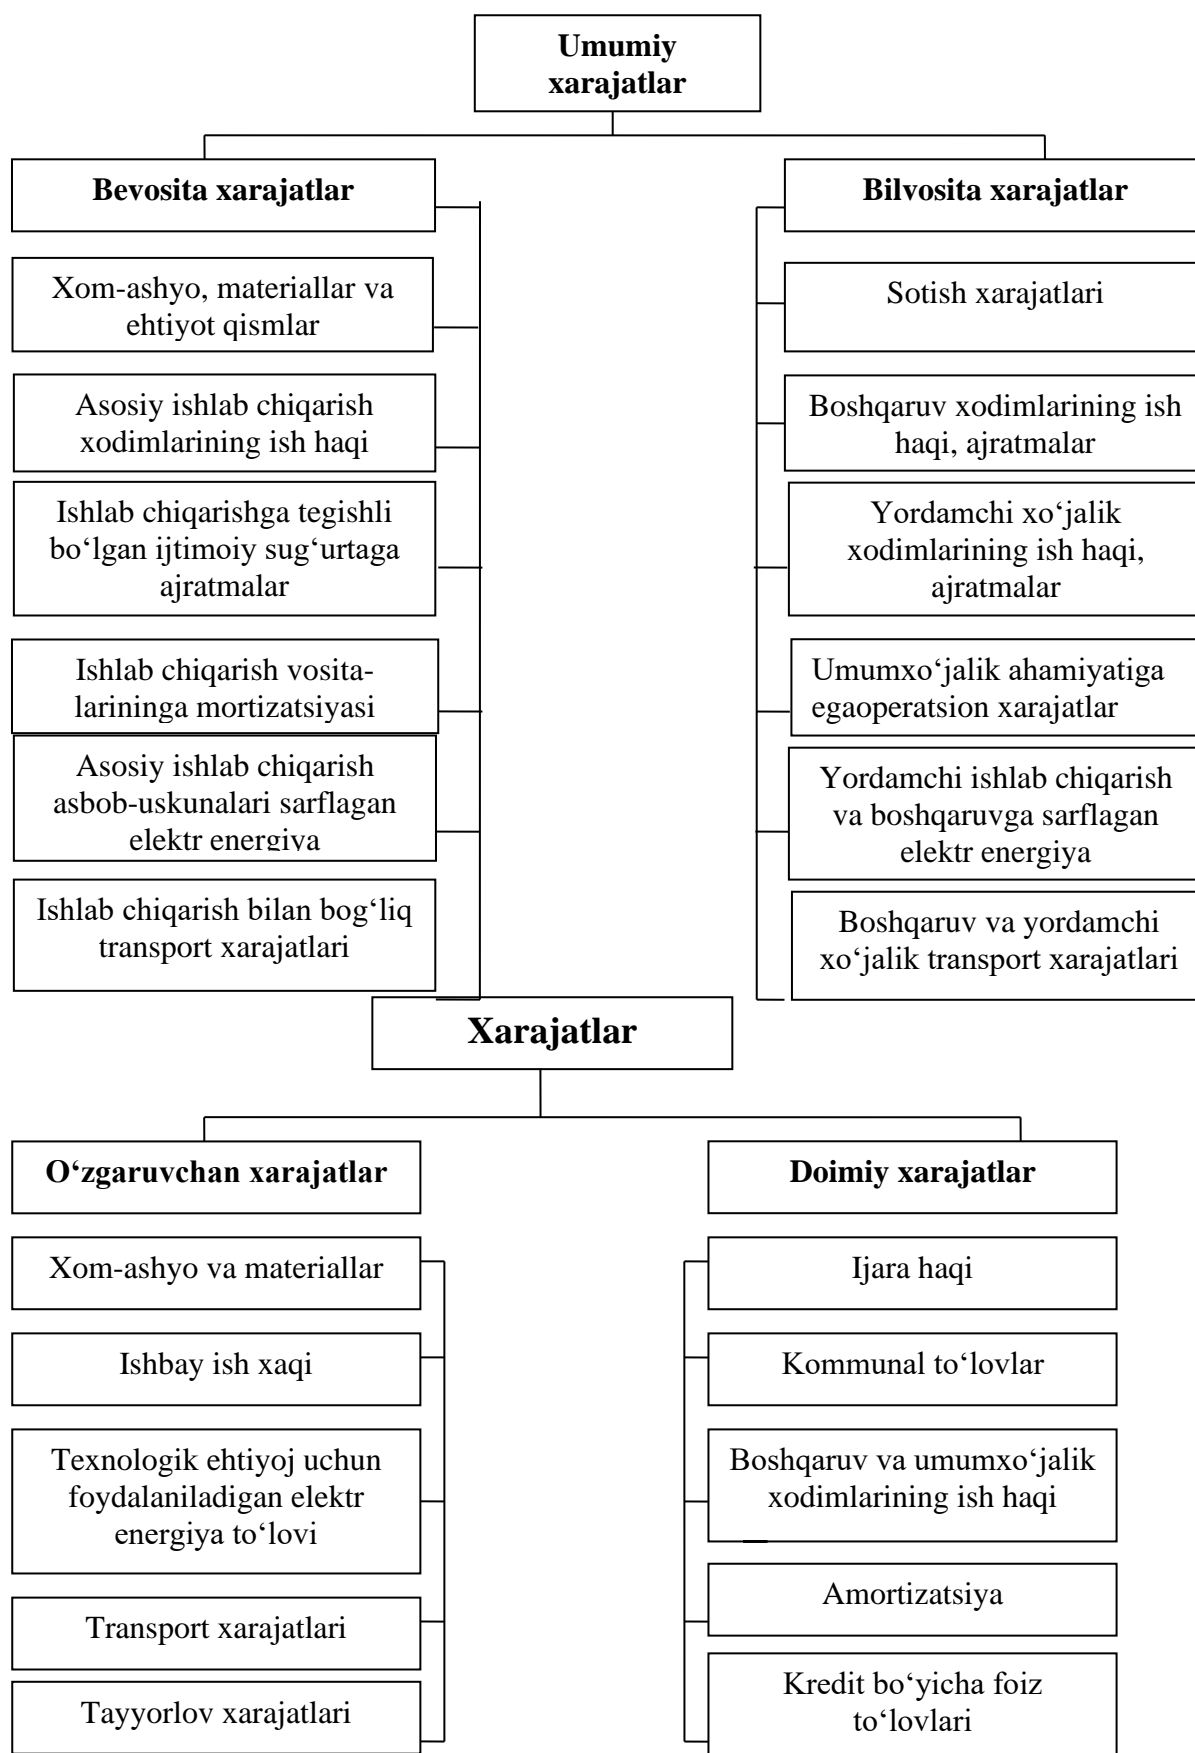 Umumiy
xarajatlar
Bevosita xarajatlar
Bilvosita xarajatlar
Xom-ashyo, materiallar va
ehtiyot qismlar
Sotish xarajatlari
Asosiy ishlab chiqarish
xodimlarining ish haqi
Boshqaruv xodimlarining ish
haqi, ajratmalar
Ishlab chiqarishga tegishli
bo‘lgan ijtimoiy sug‘urtaga
ajratmalar
Yordamchi xo‘jalik
xodimlarining ish haqi,
ajratmalar
Ishlab chiqarish vosita-
larininga mortizatsiyasi
Umumxo‘jalik ahamiyatiga
egaoperatsion xarajatlar
Asosiy ishlab chiqarish
asbob-uskunalari sarflagan
elektr energiya
Yordamchi ishlab chiqarish
va boshqaruvga sarflagan
elektr energiya
Ishlab chiqarish bilan bog‘liq
transport xarajatlari
Boshqaruv va yordamchi
xo‘jalik transport xarajatlari
Xarajatlar
O‘zgaruvchan xarajatlar
Doimiy xarajatlar
Xom-ashyo va materiallar
Ijara haqi
Ishbay ish xaqi
Kommunal to‘lovlar
Texnologik ehtiyoj uchun
foydalaniladigan elektr
energiya to‘lovi
Boshqaruv va umumxo‘jalik
xodimlarining ish haqi
Transport xarajatlari
Amortizatsiya
Tayyorlov xarajatlari
Kredit bo‘yicha foiz
to‘lovlari